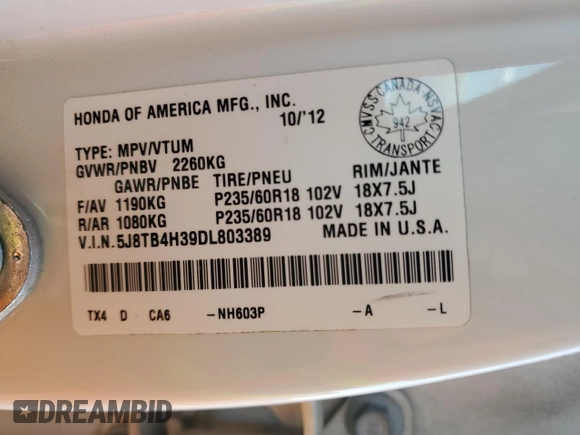 HONDA OF AMERICA MFG., INC.
10/'12
TYPE: MPV/VTUM
GVWR/PNBV 2260KG
GAWR/PNBE TIRE/PNEU RIM/JANTE
F/AV 1190KG P235/60R18 102V 18X7.5J
R/AR 1080KG P235/60R18 102V 18X7.5J
V.I.N. 5J8TB4H39DL803389 MADE IN U.S.A.
TX4 D CA6 -NH603P -A -L
CMVSS-CANADA-NSVAC
942
TRANSPORT
DREAMBID